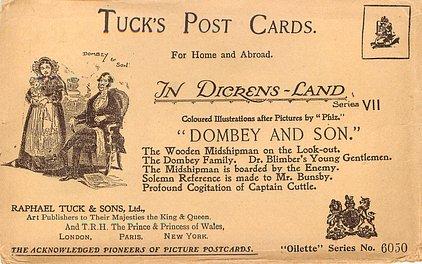 TUCK'S POST CARDS.
For Home and Abroad.
Dombey & Son!
IN DICKENS-LAND
Series VII
Coloured Illustrations after Pictures by "Phiz."
"DOMBEY AND SON."
The Wooden Midshipman on the Look-out.
The Dombey Family. Dr. Blimber's Young Gentlemen.
The Midshipman is boarded by the Enemy.
Solemn Reference is made to Mr. Bunsby.
Profound Cogitation of Captain Cuttle.
RAPHAEL TUCK & SONS, Ltd.,
Art Publishers to Their Majesties the King & Queen.
And T.R.H. The Prince & Princess of Wales,
LONDON, PARIS, NEW YORK.
THE ACKNOWLEDGED PIONEERS OF PICTURE POSTCARDS.
"Oilette" Series No. 6050